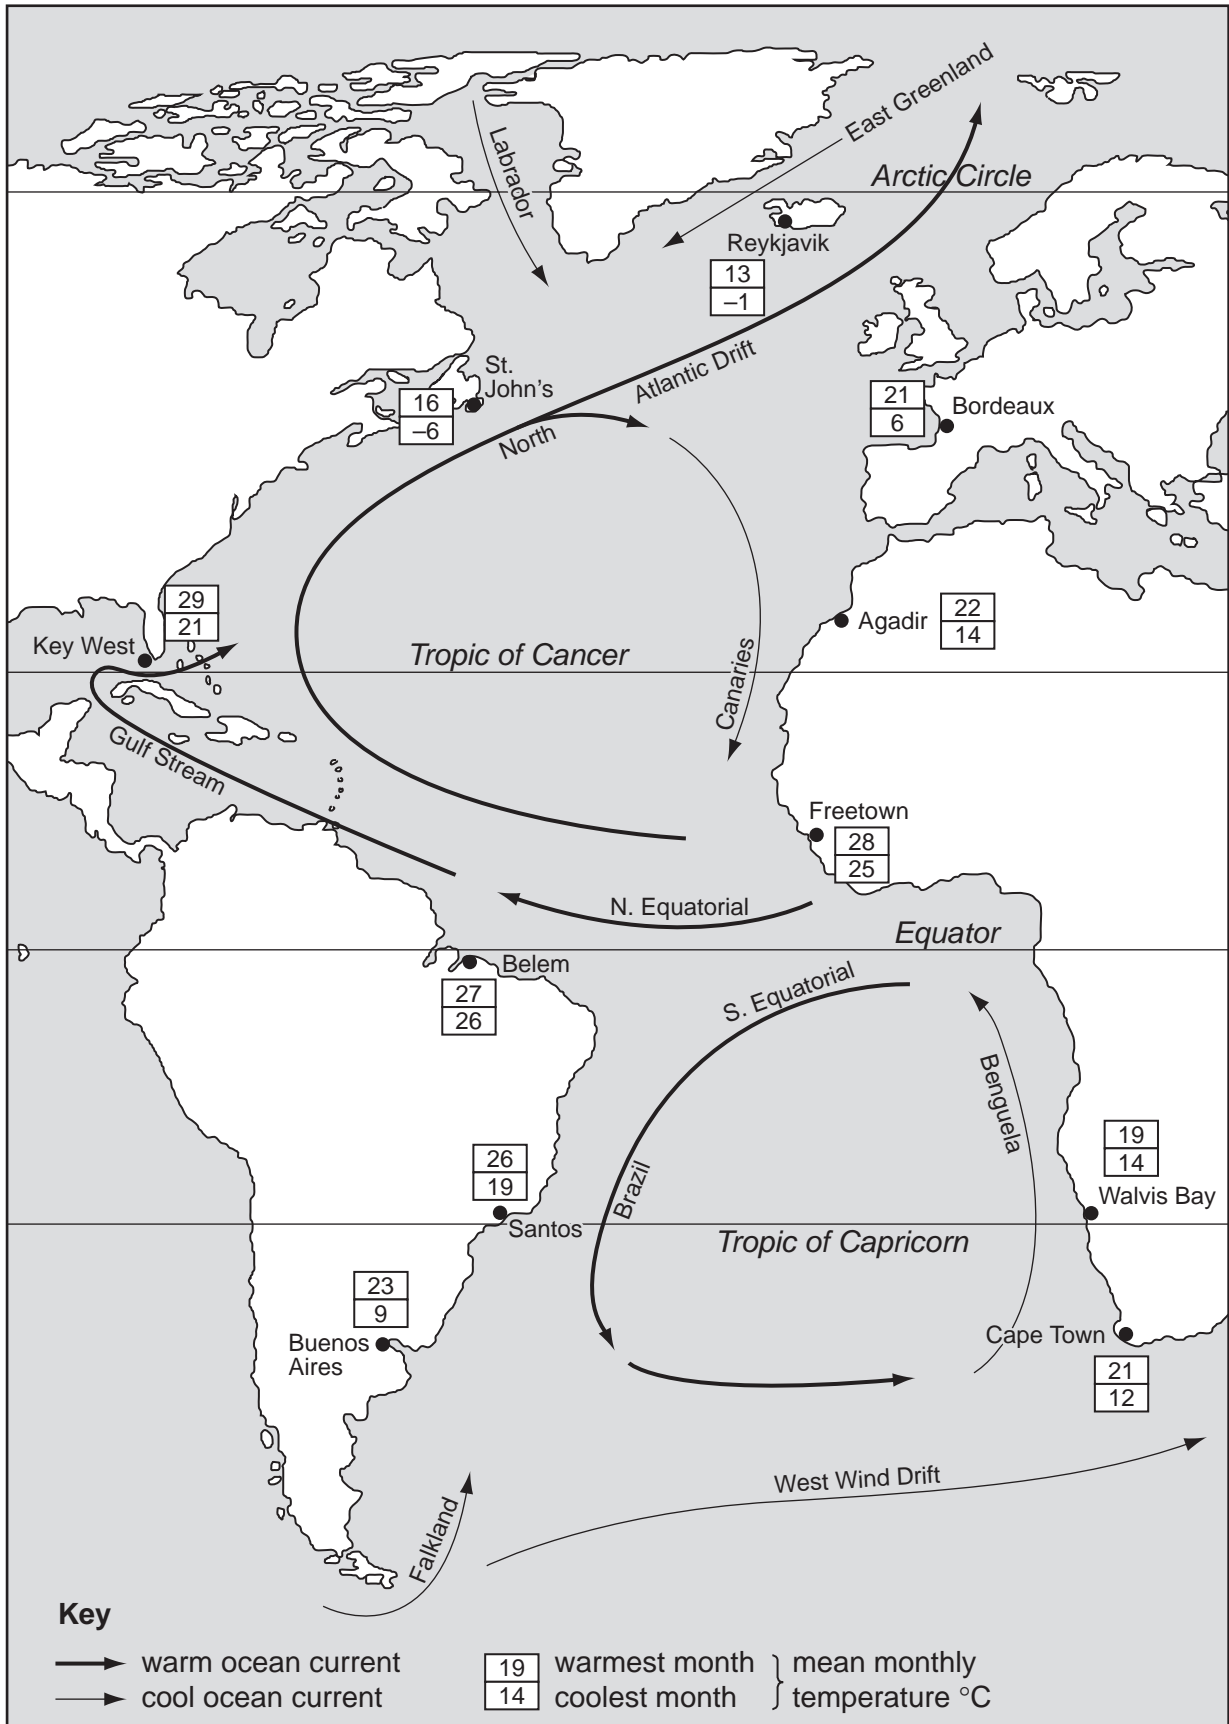 East Greenland
Labrador
Arctic Circle
Reykjavik
13
–1
Atlantic Drift
St.
John's
16
–6
North
21
6
Bordeaux
29
21
Key West
Agadir
22
14
Tropic of Cancer
Canaries
Gulf Stream
Freetown
28
25
N. Equatorial
Equator
Belem
27
26
S. Equatorial
Benguela
26
19
Brazil
19
14
Walvis Bay
Santos
Tropic of Capricorn
23
9
Buenos
Aires
Cape Town
21
12
West Wind Drift
Falkland
Key
warm ocean current
cool ocean current
19 warmest month
14 coolest month
mean monthly
temperature °C